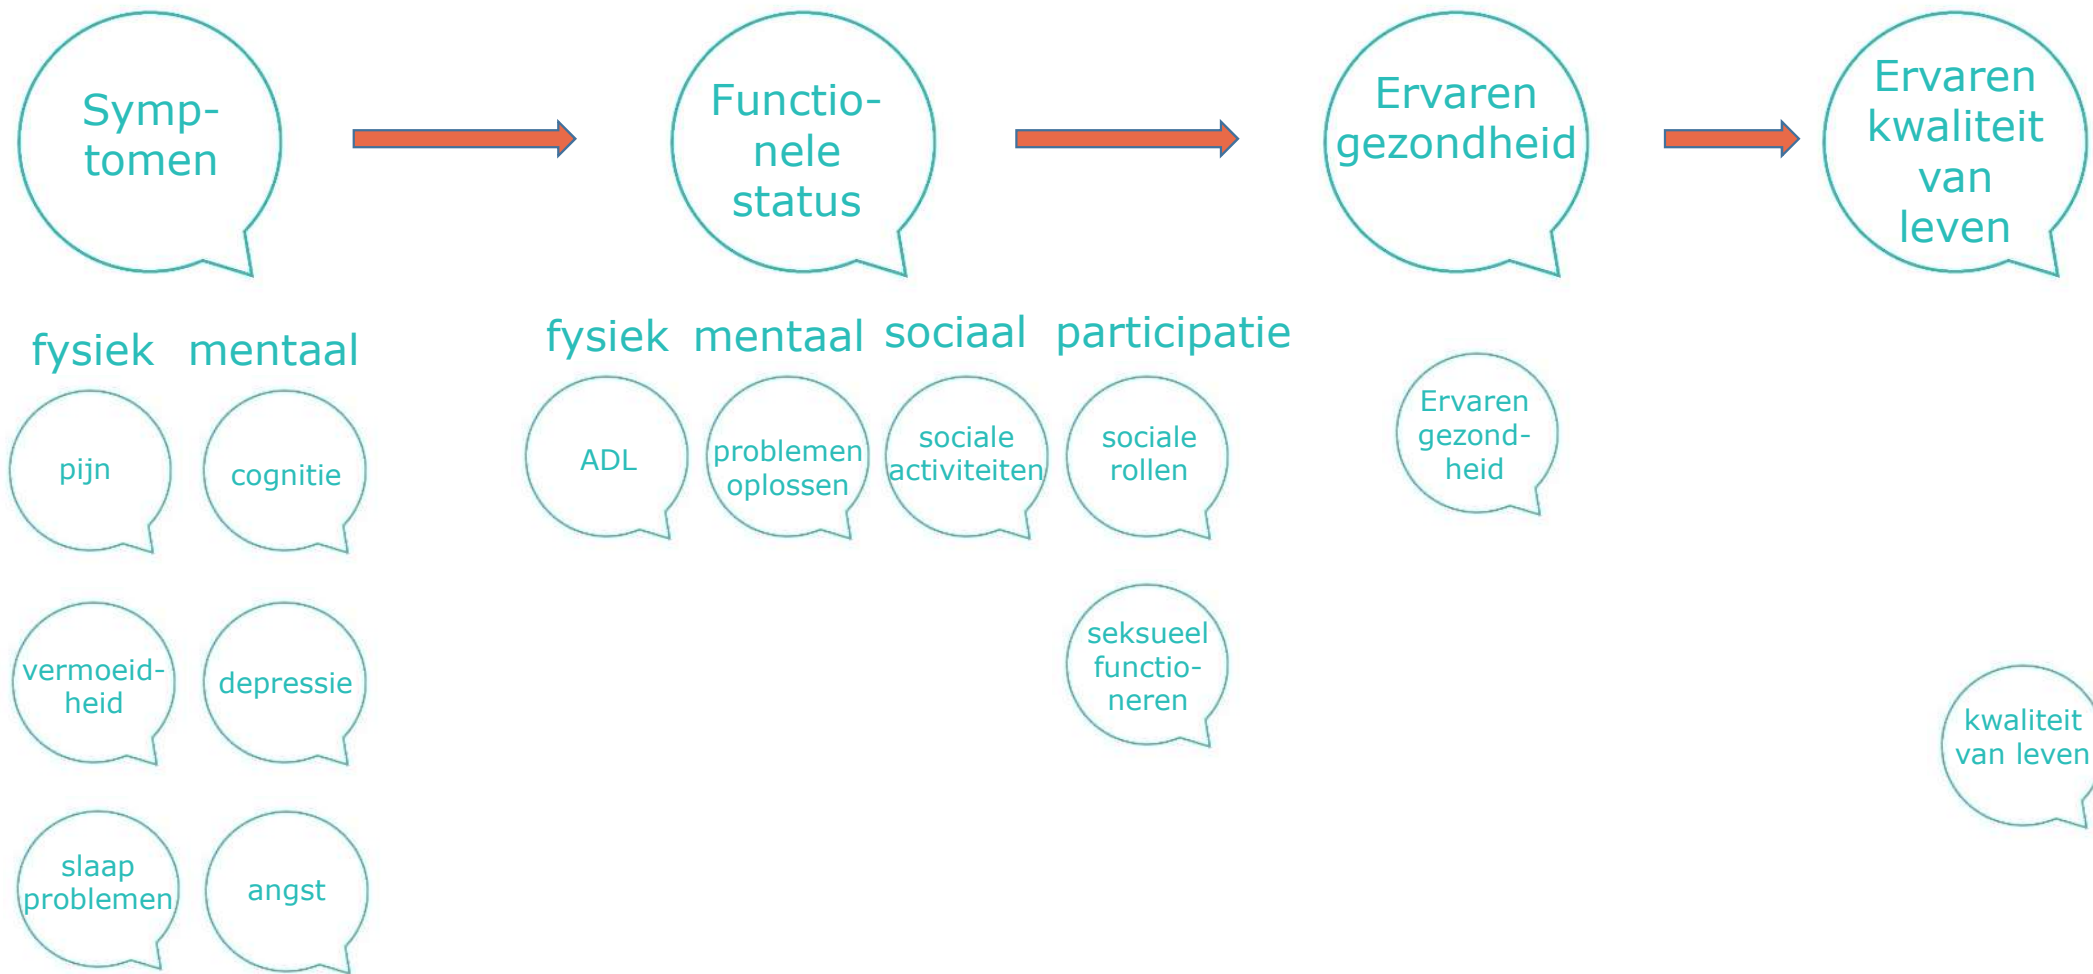 Symp-
tomen
Functio-
nele
status
Ervaren
gezondheid
Ervaren
kwaliteit
van
leven
fysiek
mentaal
fysiek
mentaal
sociaal
participatie
pijn
cognitie
ADL
problemen
oplossen
sociale
activiteiten
sociale
rollen
Ervaren
gezond-
heid
vermoeid-
heid
depressie
seksueel
functio-
neren
kwaliteit
van leven
slaap
problemen
angst